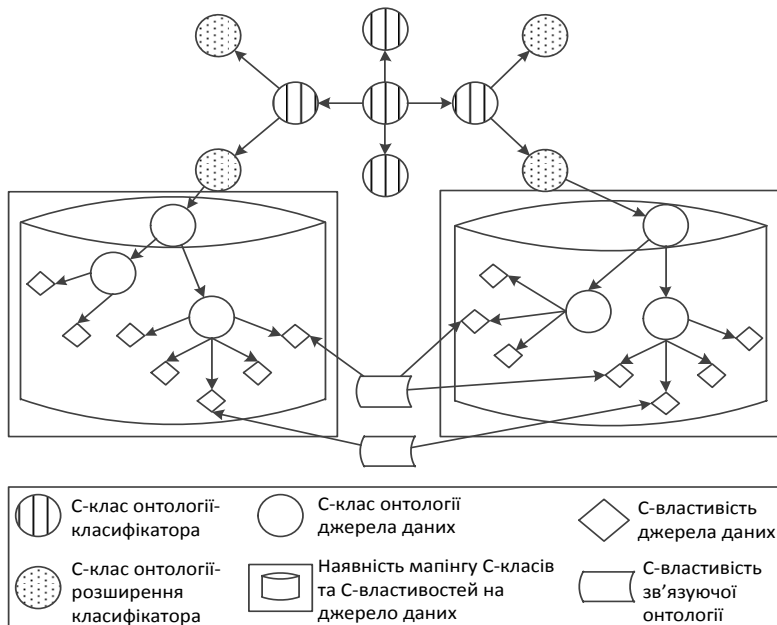 С-клас онтології-
класифікатора
С-клас онтології
джерела даних
С-властивість
джерела даних
С-клас онтології-
розширення
класифікатора
Наявність мапінгу С-класів
та С-властивостей на
джерело даних
С-властивість
зв’язуючої
онтології